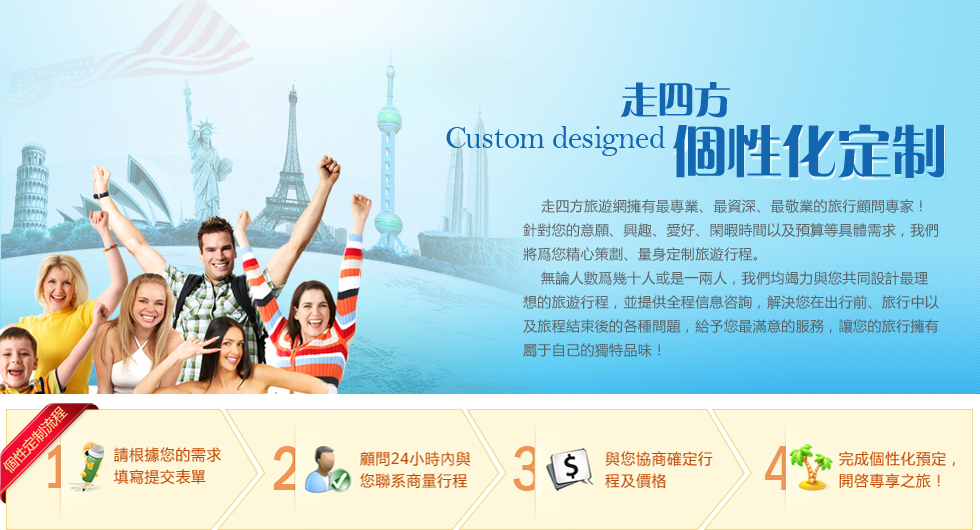 走四方
Custom designed 個性化定制
走四方旅遊網擁有最專業、最資深、最敬業的旅行顧問專家！
針對您的意願、興趣、愛好、閑暇時間以及預算等具體需求，我們
將爲您精心策劃、量身定制旅遊行程。
無論人數爲幾十人或是一兩人，我們均竭力與您共同設計最理
想的旅遊行程，並提供全程信息咨詢，解決您在出行前、旅行中以
及旅程結束後的各種問題，給予您最滿意的服務，讓您的旅行擁有
屬于自己的獨特品味！
個性定制流程
1
請根據您的需求
填寫提交表單
2
顧問24小時內與
您聯系商量行程
3
$
與您協商確定行
程及價格
4
完成個性化預定，
開啓專享之旅！